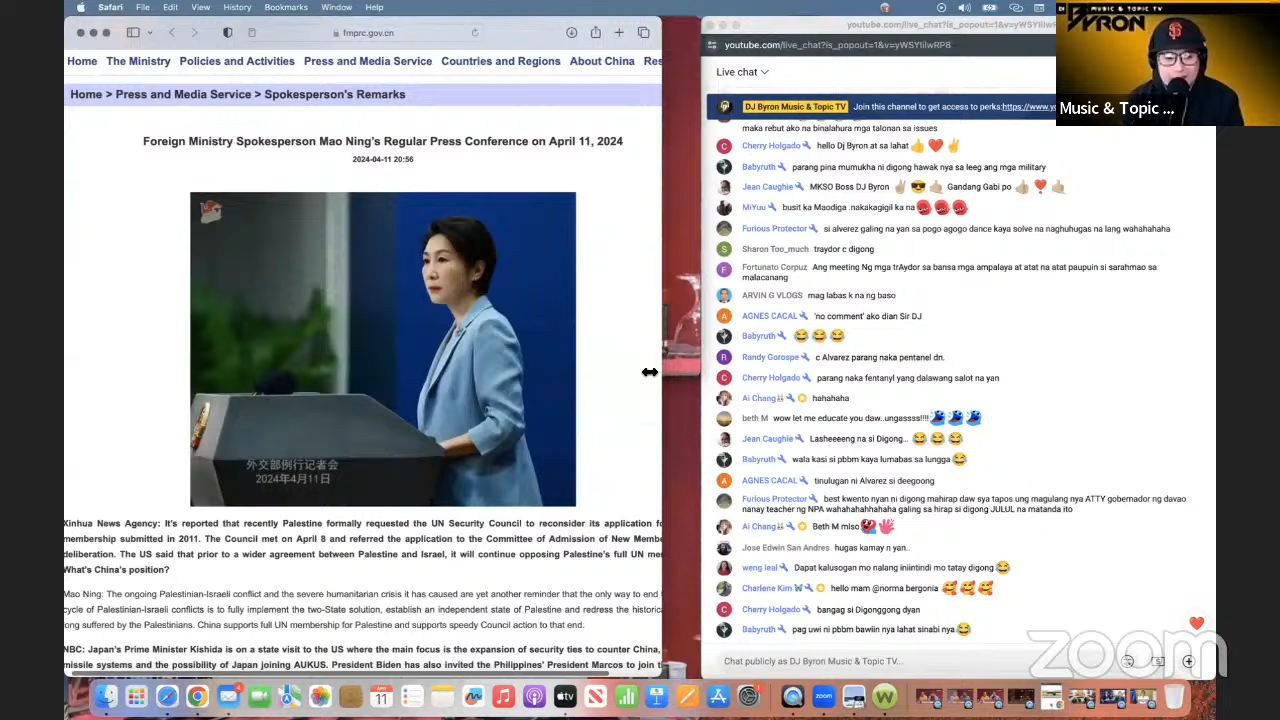 Safari File Edit View History Bookmarks Window Help
fmprc.gov.cn
Home The Ministry Policies and Activities Press and Media Service Countries and Regions About China Res
Home > Press and Media Service > Spokesperson's Remarks
Foreign Ministry Spokesperson Mao Ning's Regular Press Conference on April 11, 2024
2024-04-11 20:56
外交部例行记者会
2024年4月11日
Xinhua News Agency: It's reported that recently Palestine formally requested the UN Security Council to reconsider its application fo
membership submitted in 2011. The Council met on April 8 and referred the application to the Committee of Admission of New Membe
deliberation. The US said that prior to a wider agreement between Palestine and Israel, it will continue opposing Palestine's full UN me
What's China's position?
Mao Ning: The ongoing Palestinian-Israeli conflict and the severe humanitarian crisis it has caused are yet another reminder that the only way to end
cycle of Palestinian-Israeli conflicts is to fully implement the two-State solution, establish an independent state of Palestine and redress the historica
ong suffered by the Palestinians. China supports full UN membership for Palestine and supports speedy Council action to that end.
NBC: Japan's Prime Minister Kishida is on a state visit to the US where the main focus is the expansion of security ties to counter China,
missile systems and the possibility of Japan joining AUKUS. President Biden has also invited the Philippines' President Marcos to join t
youtube.com/live_chat?is_popout=1&v=yWSYIilwRP8
youtube.com/live_chat?is_popout=1&v=yWSYIilwRP8
Live chat
DJ Byron Music & Topic TV Join this channel to get access to perks:https://www.yo
maka rebut ako na binalahura mga talonan sa issues
C Cherry Holgado hello Dj Byron at sa lahat 👍❤️✌️
Babyruth parang pina mumukha ni digong hawak nya sa leeg ang mga military
Jean Caughie MKSO Boss DJ Byron ✌🏼😎🤙🏼 Gandang Gabi po 👍🏼❣️🤙🏼
MiYuu busit ka Maodiga .nakakagigil ka na😡😡😡
Furious Protector si alverez galing na yan sa pogo agogo dance kaya solve na naghuhugas na lang wahahahaha
S Sharon Too_much traydor c digong
F Fortunato Corpuz Ang meeting Ng mga trAydor sa bansa mga ampalaya at atat na atat paupuin si sarahmo sa
malacanang
ARVIN G VLOGS mag labas k na ng baso
A AGNES CACAL 'no comment' ako dian Sir DJ
Babyruth 😂😂😂
R Randy Gorospe c Alvarez parang naka pentanel dn.
C Cherry Holgado parang naka fentanyl yang dalawang salot na yan
Ai Chang hahahaha
beth M wow let me educate you daw..ungassss!!!!
Jean Caughie Lasheeeeng na si Digong... 😂😂😂
Babyruth wala kasi si pbbm kaya lumabas sa lungga😂
A AGNES CACAL tinulugan ni Alvarez si deegoong
Furious Protector best kwento nyan ni digong mahirap daw sya tapos ung magulang nya ATTY gobernador ng davao
nanay teacher ng NPA wahahahahhahaha galing sa hirap si digong JULUL na matanda ito
Ai Chang Beth M mlso
Jose Edwin San Andres hugas kamay n yan..
weng leal Dapat kalusogan mo nalang iniintindi mo tatay digong😂
Charlene Kim hello mam @norma bergonia 🥰🥰🥰
C Cherry Holgado bangag si Digonggong dyan
Babyruth pag uwi ni pbbm bawiin nya lahat sinabi nya😂
Chat publicly as DJ Byron Music & Topic TV...
MUSIC & TOPIC TV
BYRON
SF
Music & Topic ...
zoom
APR
11
zoom
W